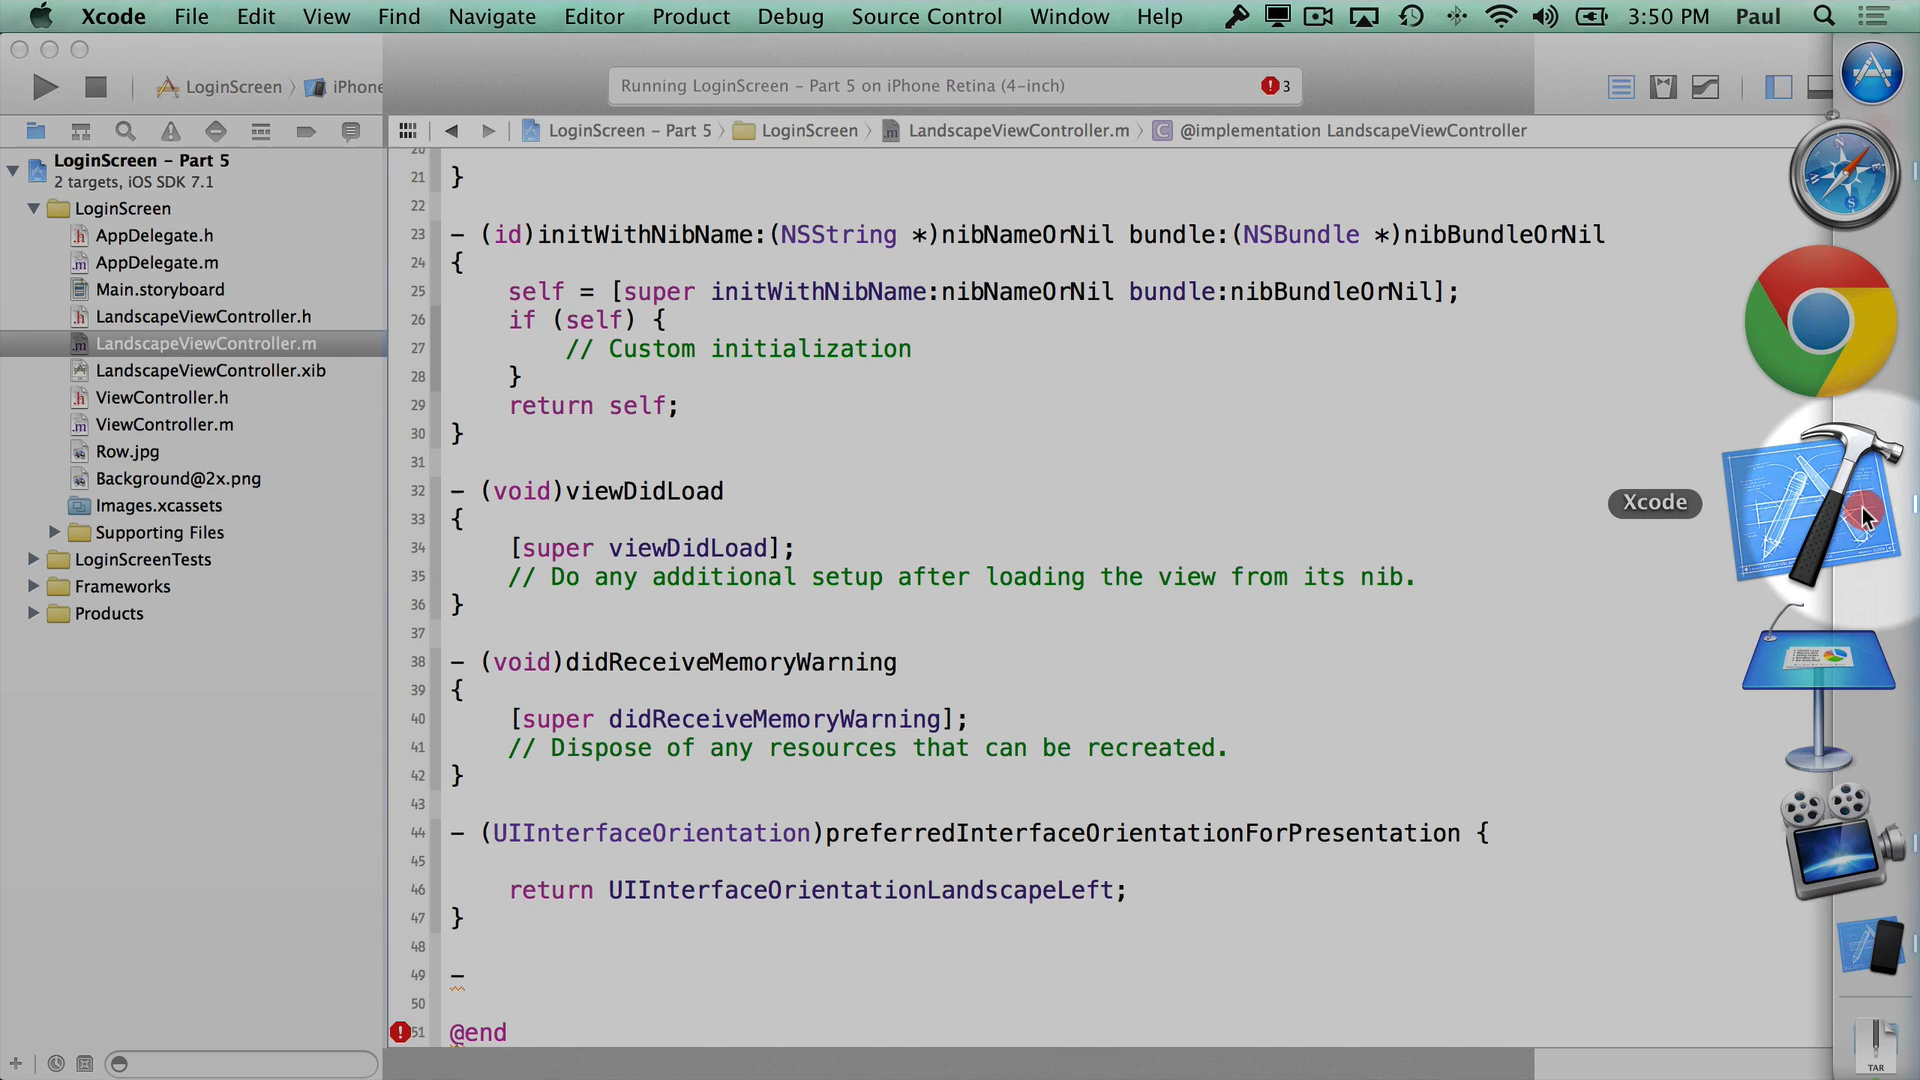 Xcode File Edit View Find Navigate Editor Product Debug Source Control Window Help 3:50 PM Paul
LoginScreen iPhone
Running LoginScreen - Part 5 on iPhone Retina (4-inch) 3
LoginScreen - Part 5 LoginScreen LandscapeViewController.m @implementation LandscapeViewController
LoginScreen - Part 5
2 targets, iOS SDK 7.1
LoginScreen
AppDelegate.h
AppDelegate.m
Main.storyboard
LandscapeViewController.h
LandscapeViewController.m
LandscapeViewController.xib
ViewController.h
ViewController.m
Row.jpg
Background@2x.png
Images.xcassets
Supporting Files
LoginScreenTests
Frameworks
Products
20
21 }
22
23 - (id)initWithNibName:(NSString *)nibNameOrNil bundle:(NSBundle *)nibBundleOrNil
24 {
25 self = [super initWithNibName:nibNameOrNil bundle:nibBundleOrNil];
26 if (self) {
27 // Custom initialization
28 }
29 return self;
30 }
31
32 - (void)viewDidLoad
33 {
34 [super viewDidLoad];
35 // Do any additional setup after loading the view from its nib.
36 }
37
38 - (void)didReceiveMemoryWarning
39 {
40 [super didReceiveMemoryWarning];
41 // Dispose of any resources that can be recreated.
42 }
43
44 - (UIInterfaceOrientation)preferredInterfaceOrientationForPresentation {
45
46 return UIInterfaceOrientationLandscapeLeft;
47 }
48
49 -
50
51 @end
Xcode
TAR